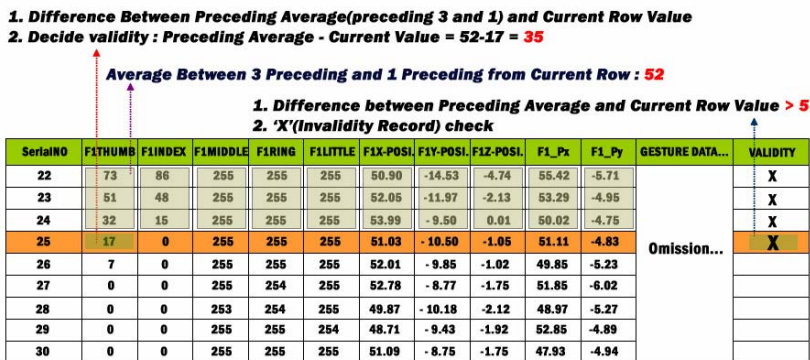 1. Difference Between Preceding Average(preceding 3 and 1) and Current Row Value
2. Decide validity : Preceding Average - Current Value = 52-17 = 35
Average Between 3 Preceding and 1 Preceding from Current Row : 52
1. Difference between Preceding Average and Current Row Value > 5
2. ‘X’(Invalidity Record) check
SerialNO F1THUMB F1INDEX F1MIDDLE F1RING F1LITTLE F1X-POSI. F1Y-POSI. F1Z-POSI. F1_Px F1_Py GESTURE DATA... VALIDITY
22 73 86 255 255 255 50.90 -14.53 -4.74 55.42 -5.71 X
23 51 48 255 255 255 52.05 -11.97 -2.13 53.29 -4.95 X
24 32 15 255 255 255 53.99 - 9.50 0.01 50.02 -4.75 X
25 17 0 255 255 255 51.03 - 10.50 -1.05 51.11 -4.83 Omission... X
26 7 0 255 255 255 52.01 - 9.85 -1.02 49.85 -5.23
27 0 0 255 254 255 52.78 - 8.77 -1.75 51.85 -6.02
28 0 0 253 254 255 49.87 - 10.18 -2.12 48.97 -5.27
29 0 0 255 255 254 48.71 - 9.43 -1.92 52.85 -4.89
30 0 0 255 255 255 51.09 - 8.75 -1.75 47.93 -4.94